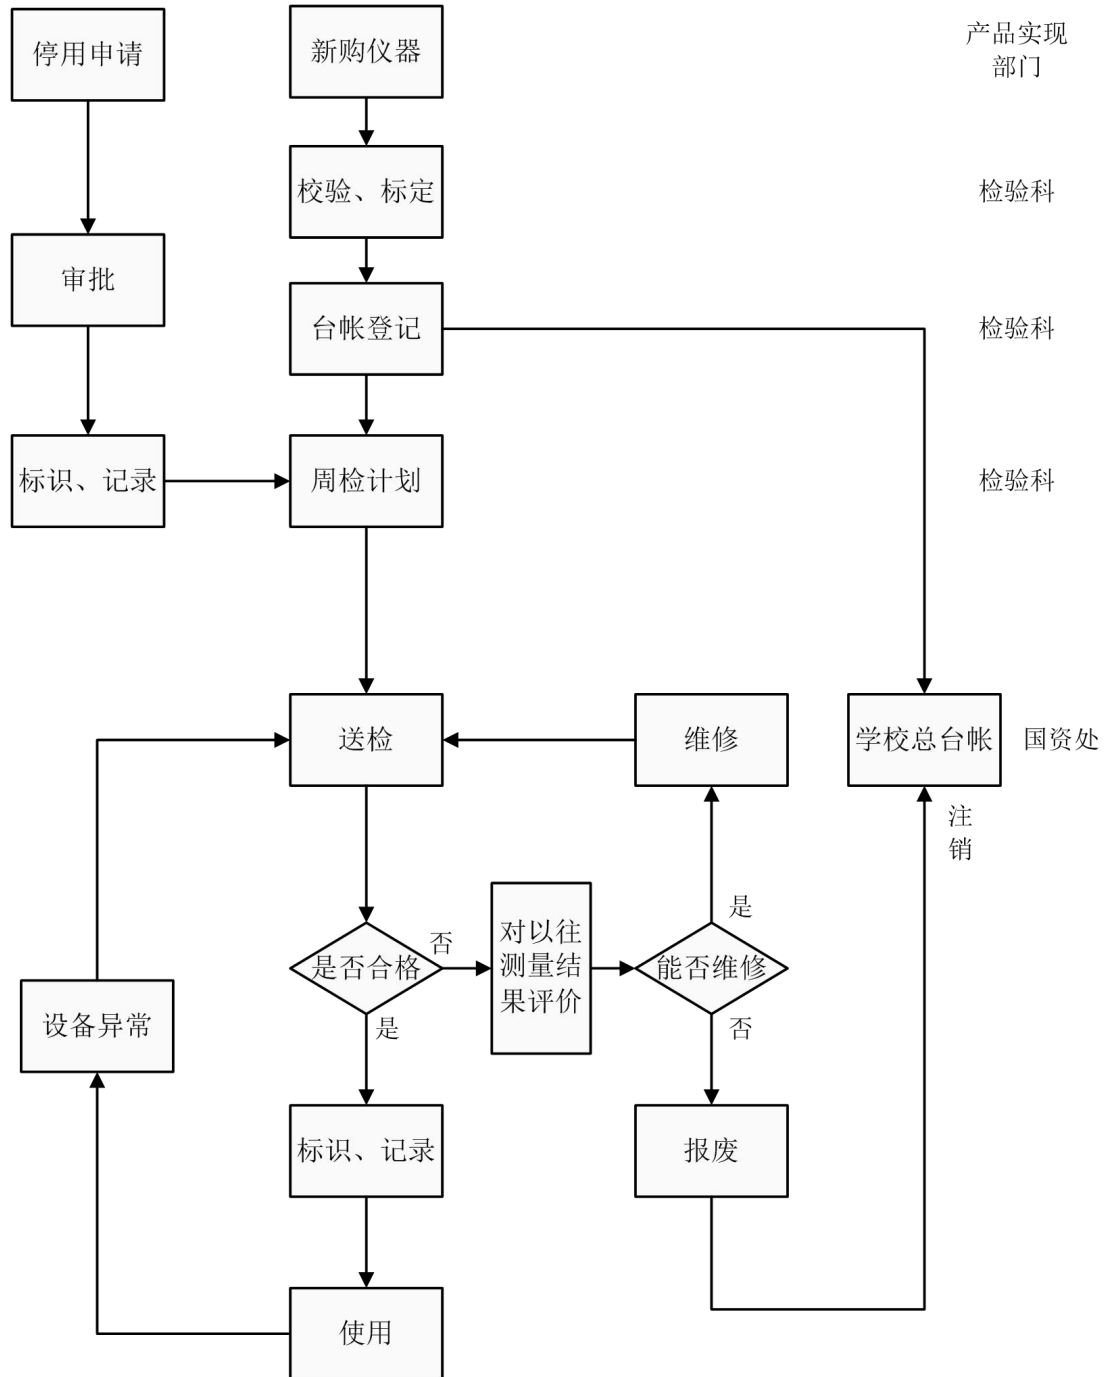 停用申请
新购仪器
产品实现
部门
校验、标定
检验科
审批
台帐登记
检验科
标识、记录
周检计划
检验科
送检
维修
学校总台帐
国资处
注
销
是
否
对以往
测量结
果评价
是否合格
能否维修
设备异常
是
否
标识、记录
报废
使用